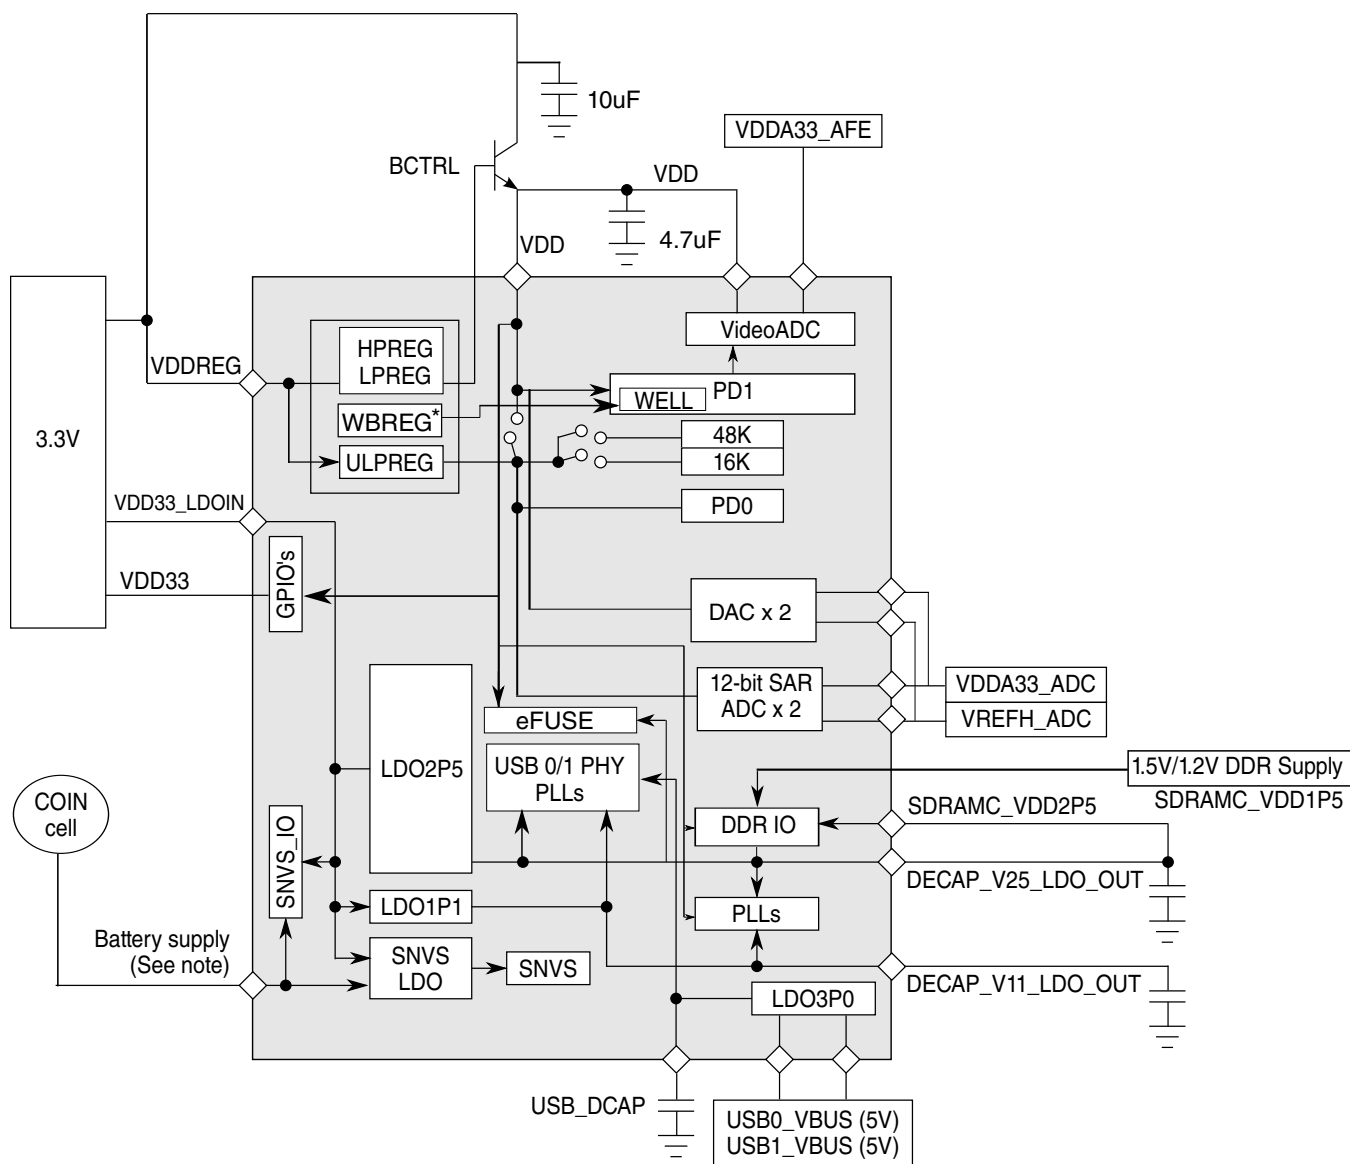 10uF
VDDA33_AFE
BCTRL
VDD
4.7uF
VDD
VideoADC
HPREG
LPREG
VDDREG
PD1
WELL
WBREG*
3.3V
48K
ULPREG
16K
VDD33_LDOIN
PD0
VDD33
GPIO's
DAC x 2
12-bit SAR
ADC x 2
VDDA33_ADC
VREFH_ADC
eFUSE
LDO2P5
USB 0/1 PHY
PLLs
1.5V/1.2V DDR Supply
SDRAMC_VDD1P5
COIN
cell
SDRAMC_VDD2P5
DDR IO
SNVS_IO
DECAP_V25_LDO_OUT
LDO1P1
PLLs
Battery supply
(See note)
SNVS
LDO
SNVS
DECAP_V11_LDO_OUT
LDO3P0
USB_DCAP
USB0_VBUS (5V)
USB1_VBUS (5V)